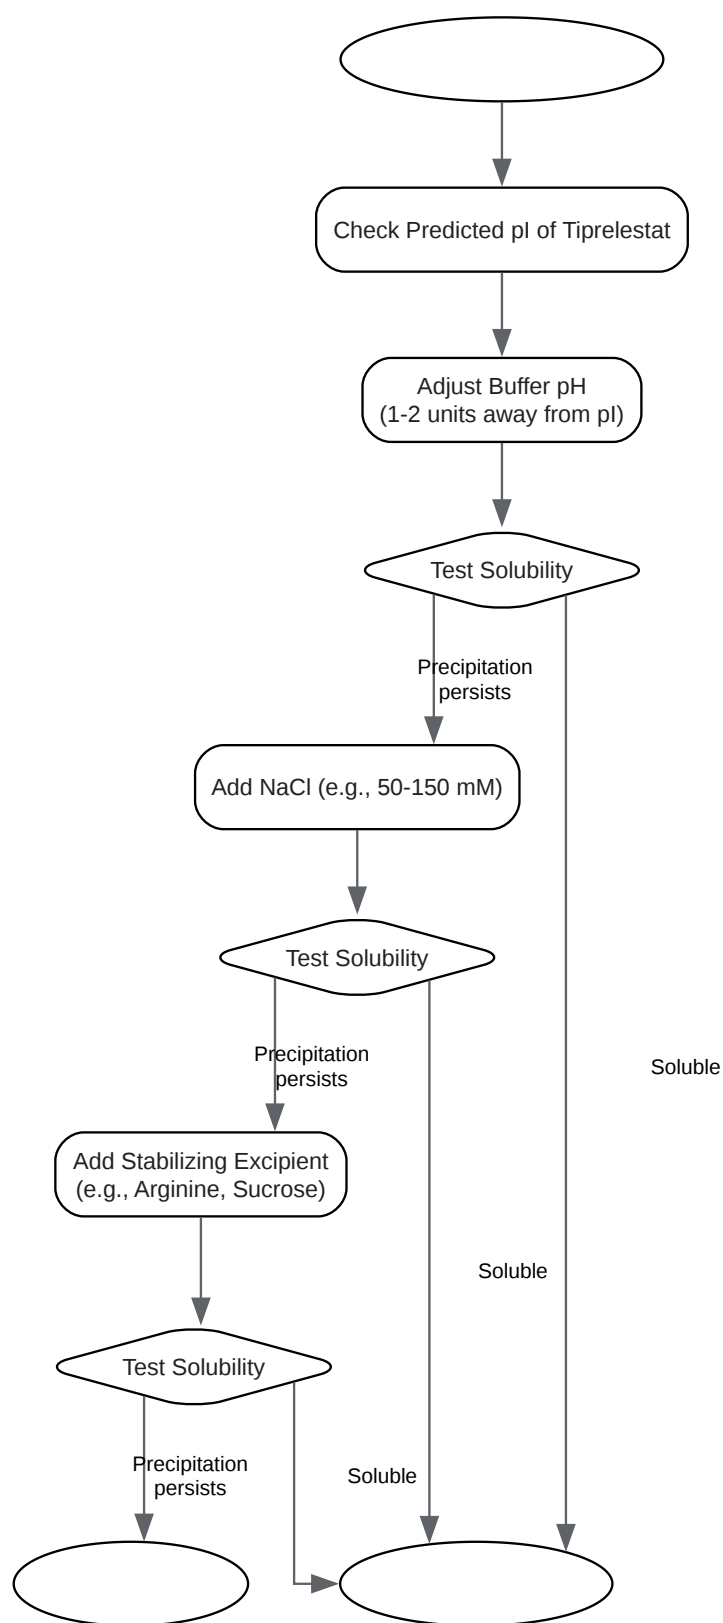 Check Predicted pI of Tiprelestat
Adjust Buffer pH
(1-2 units away from pI)
Test Solubility
Precipitation
persists
Add NaCl (e.g., 50-150 mM)
Test Solubility
Precipitation
persists
Soluble
Add Stabilizing Excipient
(e.g., Arginine, Sucrose)
Soluble
Test Solubility
Precipitation
persists
Soluble